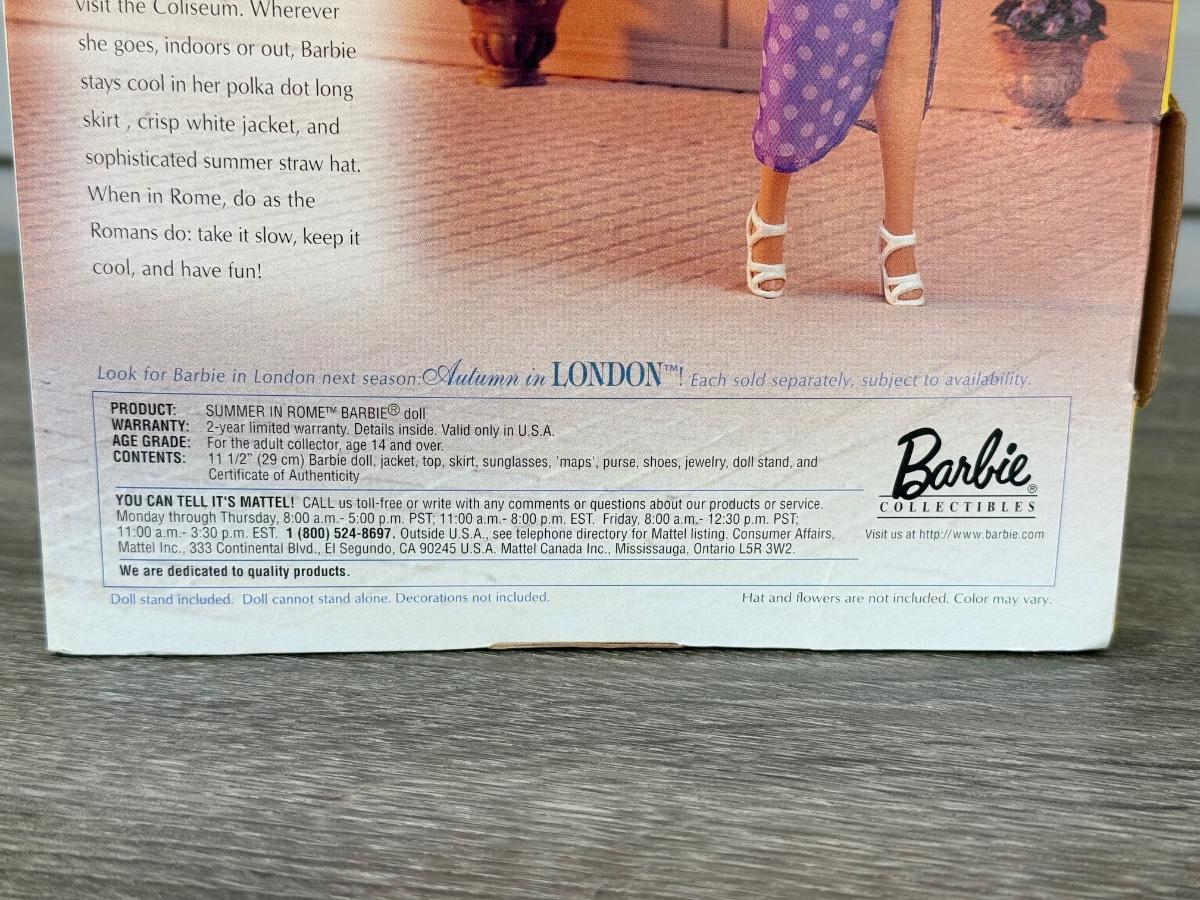 visit the Coliseum. Wherever
she goes, indoors or out, Barbie
stays cool in her polka dot long
skirt , crisp white jacket, and
sophisticated summer straw hat.
When in Rome, do as the
Romans do: take it slow, keep it
cool, and have fun!
Look for Barbie in London next season: Autumn in LONDON™! Each sold separately, subject to availability.
PRODUCT: SUMMER IN ROME™ BARBIE® doll
WARRANTY: 2-year limited warranty. Details inside. Valid only in U.S.A.
AGE GRADE: For the adult collector, age 14 and over.
CONTENTS: 11 1/2" (29 cm) Barbie doll, jacket, top, skirt, sunglasses, 'maps', purse, shoes, jewelry, doll stand, and
Certificate of Authenticity
YOU CAN TELL IT'S MATTEL! CALL us toll-free or write with any comments or questions about our products or service.
Monday through Thursday, 8:00 a.m.- 5:00 p.m. PST; 11:00 a.m.- 8:00 p.m. EST. Friday, 8:00 a.m.- 12:30 p.m. PST;
11:00 a.m.- 3:30 p.m. EST. 1 (800) 524-8697. Outside U.S.A., see telephone directory for Mattel listing. Consumer Affairs,
Mattel Inc., 333 Continental Blvd., El Segundo, CA 90245 U.S.A. Mattel Canada Inc., Mississauga, Ontario L5R 3W2.
We are dedicated to quality products.
Barbie®
COLLECTIBLES
Visit us at http://www.barbie.com
Doll stand included. Doll cannot stand alone. Decorations not included.
Hat and flowers are not included. Color may vary.